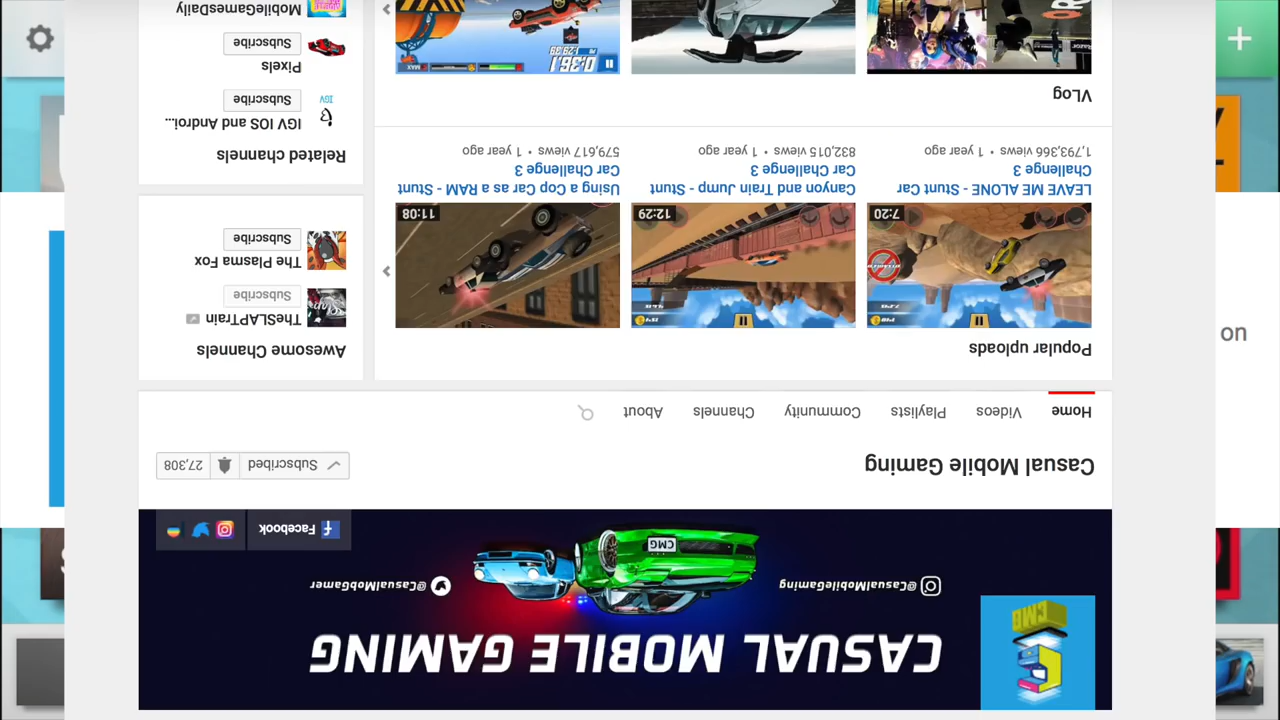 CASUAL MOBILE GAMING
@CasualMobileGaming
@CasualMobGamer
CMG
CMG
Facebook
Casual Mobile Gaming
Subscribed
27,308
Home
Videos
Playlists
Community
Channels
About
Popular uploads
7:20
LEAVE ME ALONE - Stunt Car
Challenge 3
1,793,366 views • 1 year ago
12:29
Canyon and Train Jump - Stunt
Car Challenge 3
832,015 views • 1 year ago
11:08
Using a Cop Car as a RAM - Stunt
Car Challenge 3
579,617 views • 1 year ago
VLog
Awesome Channels
TheSLAPTrain
Subscribe
The Plasma Fox
Subscribe
Related channels
IGV IOS and Androi...
IGV
Subscribe
Pixels
Subscribe
MobileGamesDaily
on